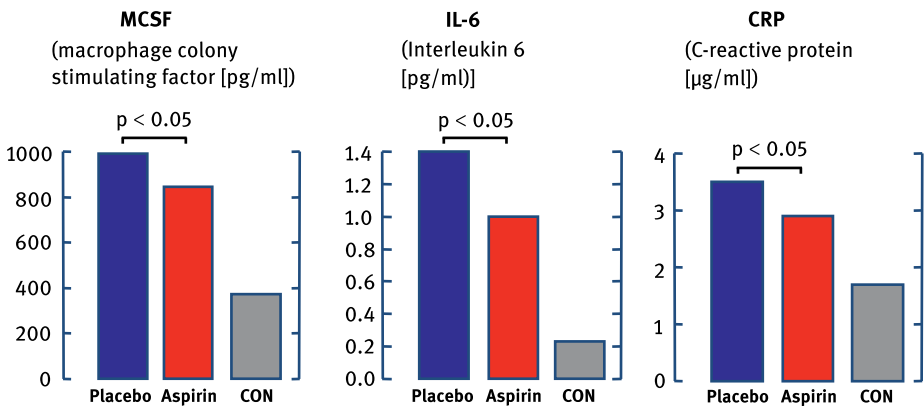 MCSF
(macrophage colony
stimulating factor [pg/ml])
p < 0.05
1000
800
600
400
200
0
Placebo Aspirin CON
IL-6
(Interleukin 6
[pg/ml)]
p < 0.05
1.4
1.2
1.0
0.8
0.6
0.4
0.2
0.0
Placebo Aspirin CON
CRP
(C-reactive protein
[µg/ml])
p < 0.05
4
3
2
1
0
Placebo Aspirin CON